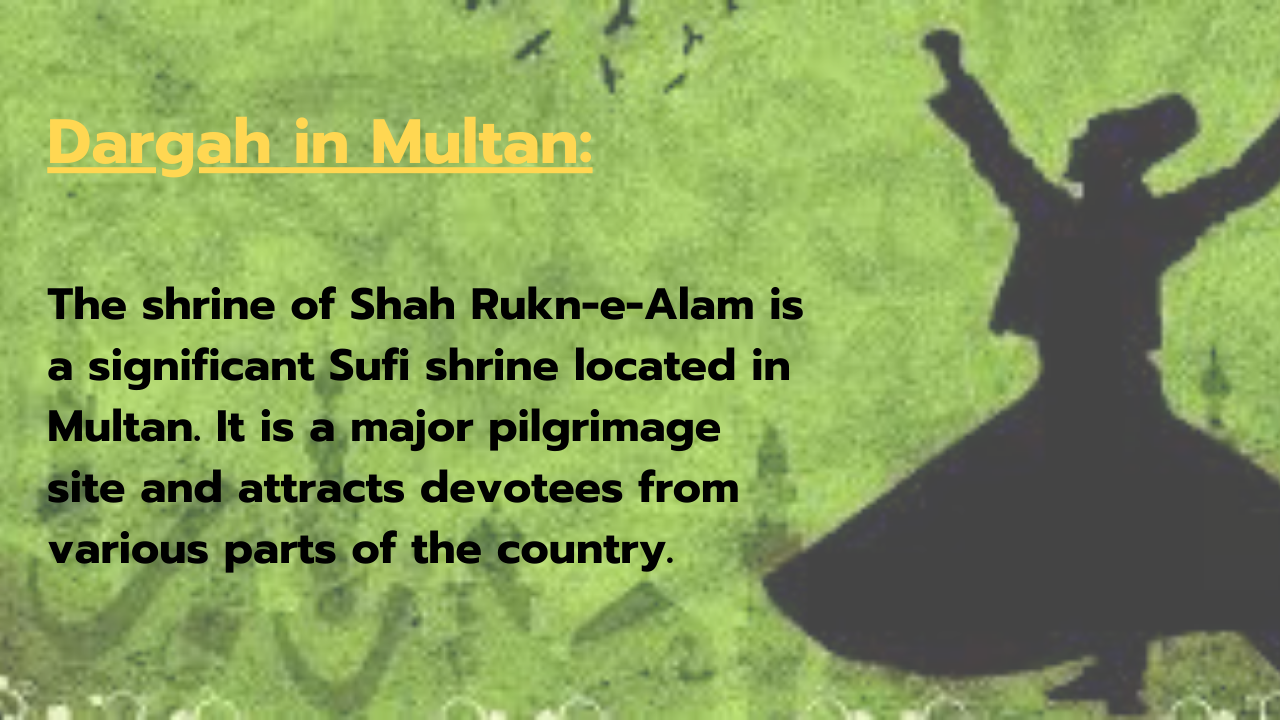 Dargah in Multan:
The shrine of Shah Rukn-e-Alam is
a significant Sufi shrine located in
Multan. It is a major pilgrimage
site and attracts devotees from
various parts of the country.